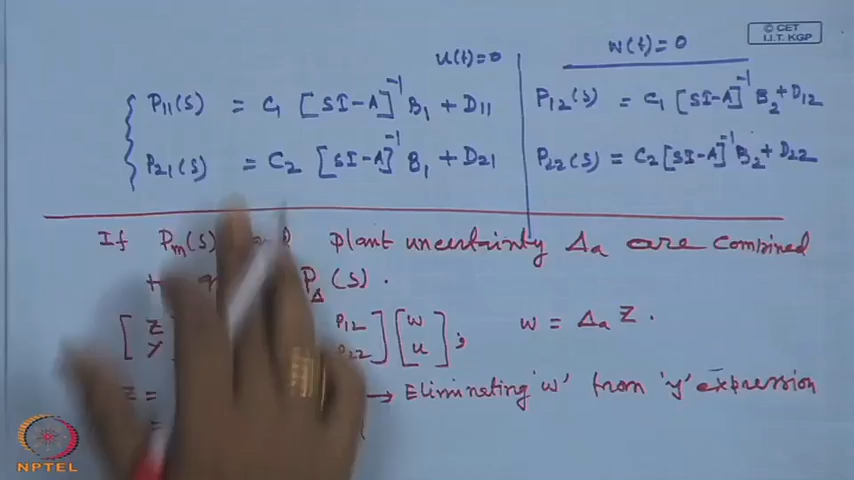 © CET
I.I.T. KGP
u(t)=0
w(t)=0
P11(s) = C1 [SI-A]^-1 B1 + D11
P12(s) = C1 [SI-A]^-1 B2 + D12
P21(s) = C2 [SI-A]^-1 B1 + D21
P22(s) = C2 [SI-A]^-1 B2 + D22
If Pm(s) plant uncertainty Δa are combined
PΔ(s).
[Z P12] [w
Y P22] u] ; w = Δa Z.
Z = → Eliminating 'w' from 'y' expression
=
NPTEL